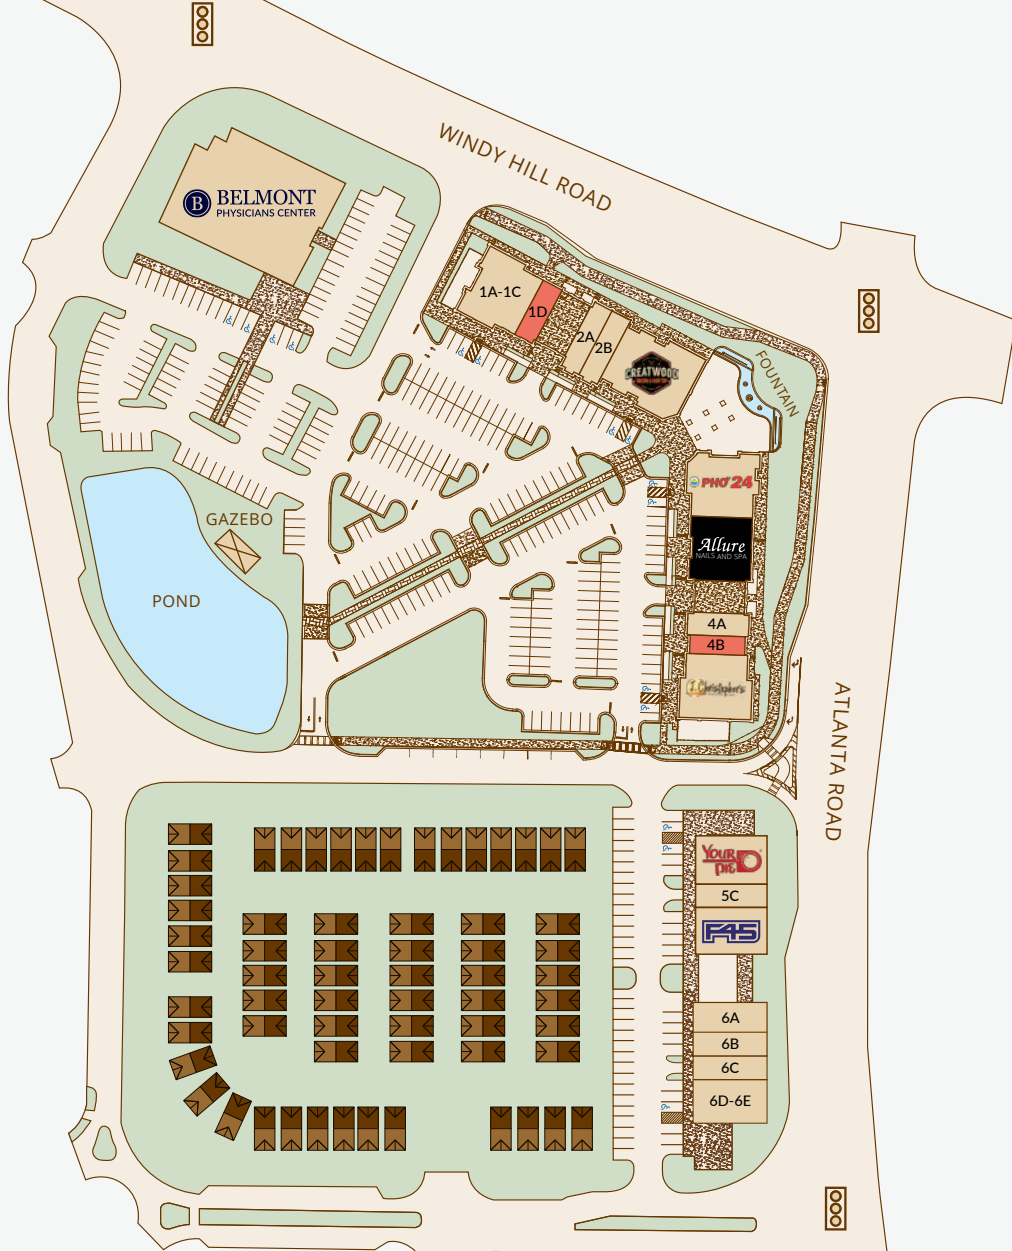 WINDY HILL ROAD
B BELMONT
PHYSICIANS CENTER
1A-1C
1D
2A
2B
CREATWOOD
FOUNTAIN
PHO 24
GAZEBO
Allure
NAILS AND SPA
POND
4A
4B
Christopher's
ATLANTA ROAD
YOUR
PIE
5C
F45
6A
6B
6C
6D-6E